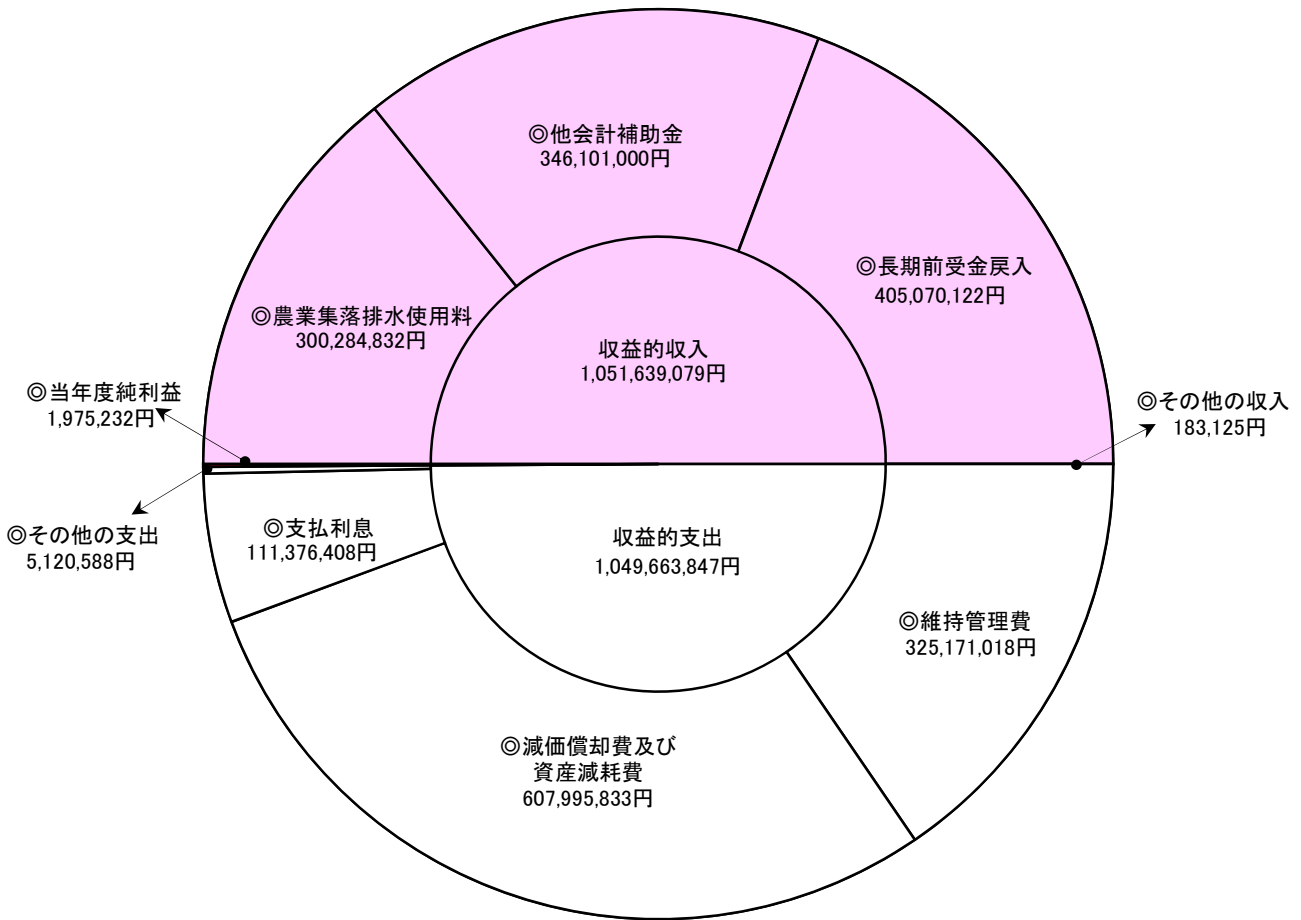 ◎他会計補助金
346,101,000円
◎長期前受金戻入
405,070,122円
◎農業集落排水使用料
300,284,832円
収益的収入
1,051,639,079円
◎当年度純利益
1,975,232円
◎その他の収入
183,125円
◎その他の支出
5,120,588円
◎支払利息
111,376,408円
収益的支出
1,049,663,847円
◎維持管理費
325,171,018円
◎減価償却費及び
資産減耗費
607,995,833円